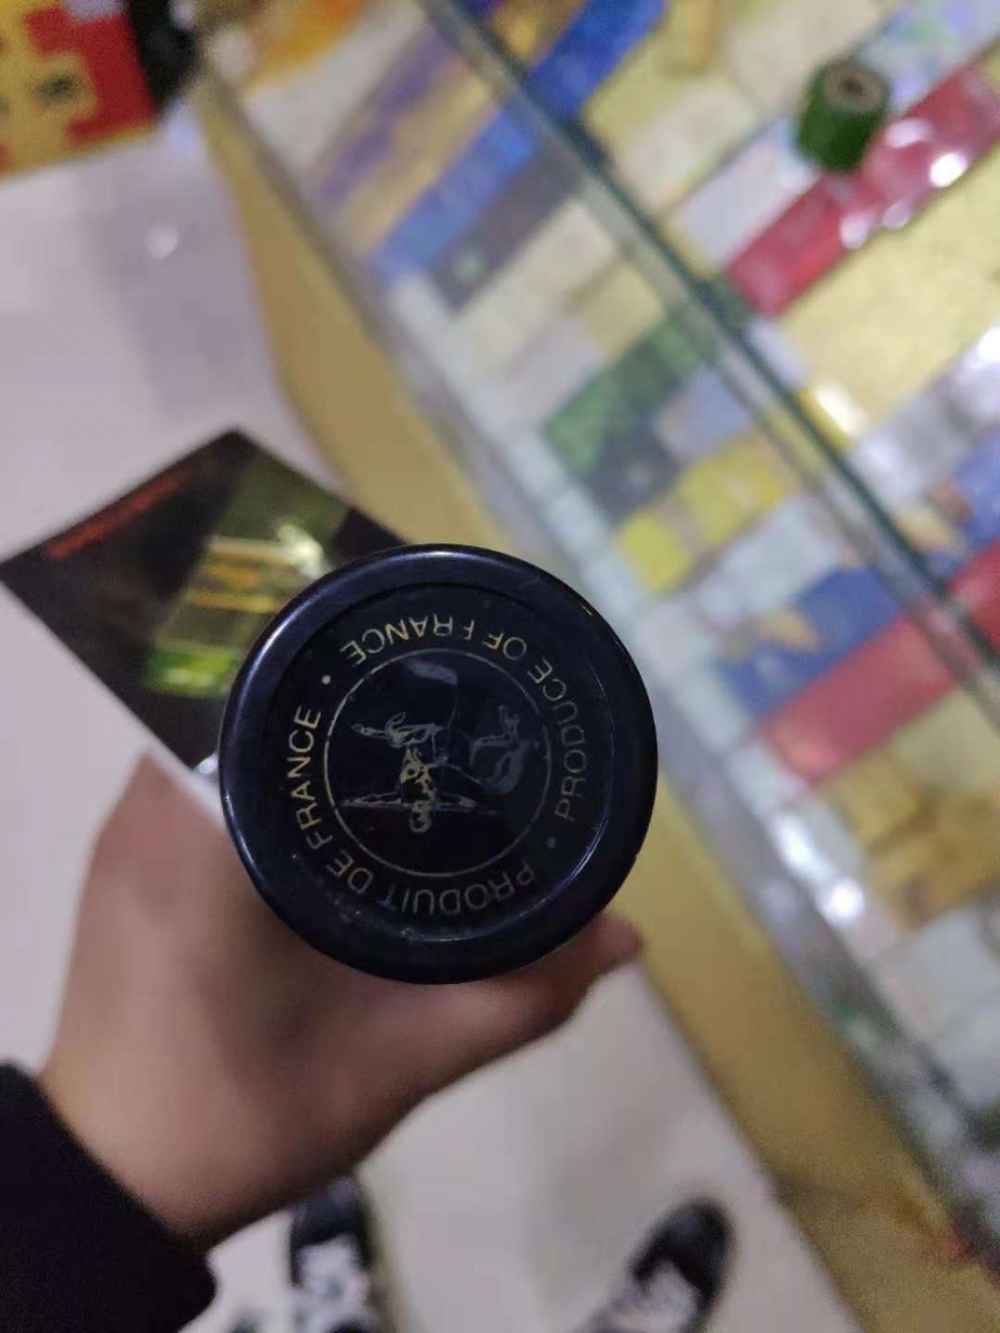 PRODUIT DE FRANCE • PRODUCE OF FRANCE •